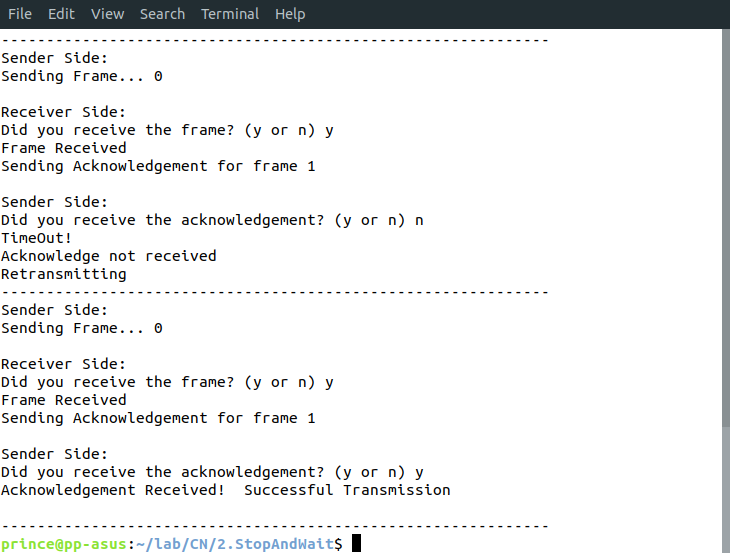 File Edit View Search Terminal Help
-------------------------------------------------------------
Sender Side:
Sending Frame... 0
Receiver Side:
Did you receive the frame? (y or n) y
Frame Received
Sending Acknowledgement for frame 1
Sender Side:
Did you receive the acknowledgement? (y or n) n
TimeOut!
Acknowledge not received
Retransmitting
-------------------------------------------------------------
Sender Side:
Sending Frame... 0
Receiver Side:
Did you receive the frame? (y or n) y
Frame Received
Sending Acknowledgement for frame 1
Sender Side:
Did you receive the acknowledgement? (y or n) y
Acknowledgement Received!  Successful Transmission
-------------------------------------------------------------
prince@pp-asus:~/lab/CN/2.StopAndWait$